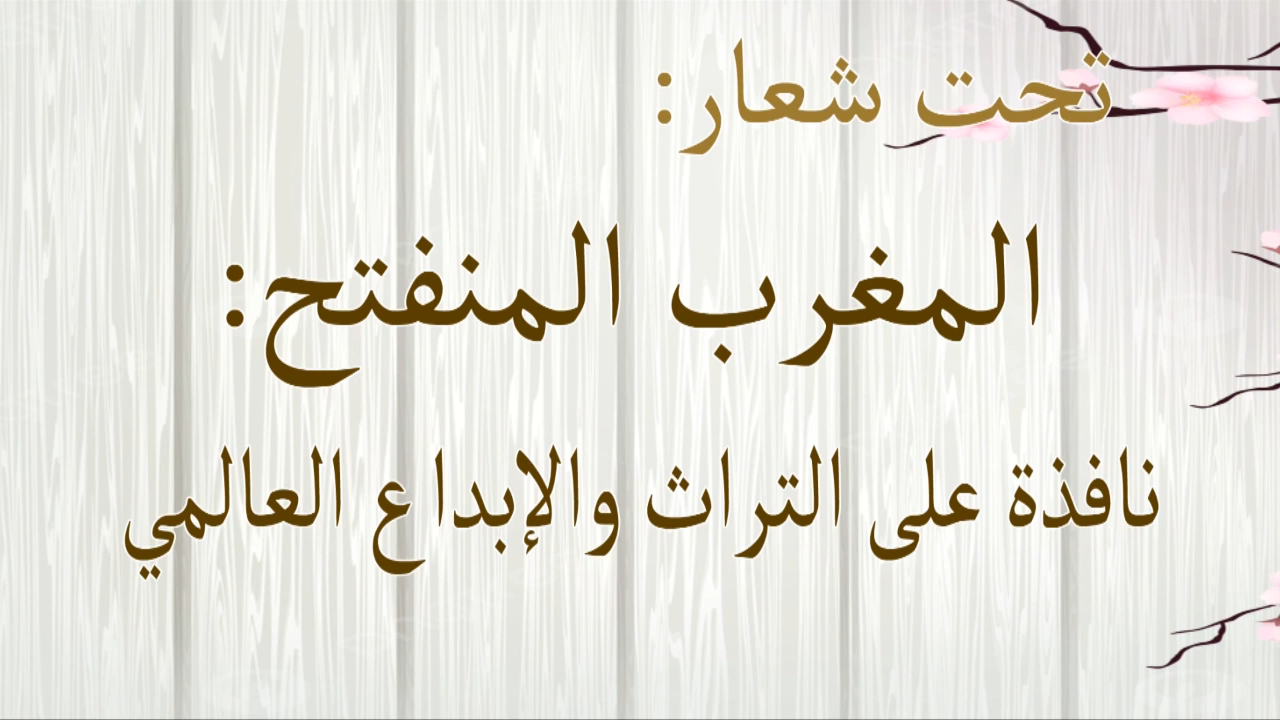 تحت شعار:
المغرب المنفتح:
نافذة على التراث والإبداع العالمي